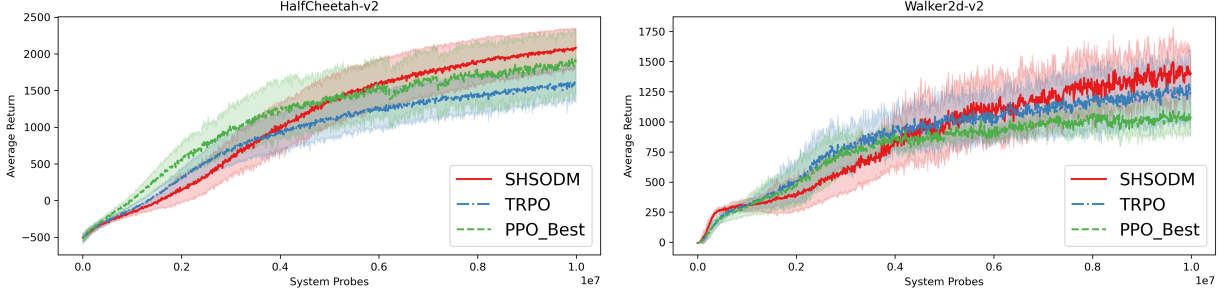 HalfCheetah-v2
2500
2000
1500
1000
500
0
−500
Average Return
0.0
0.2
0.4
0.6
0.8
1.0
1e7
System Probes
SHSODM
TRPO
PPO_Best
Walker2d-v2
1750
1500
1250
1000
750
500
250
0
Average Return
0.0
0.2
0.4
0.6
0.8
1.0
1e7
System Probes
SHSODM
TRPO
PPO_Best